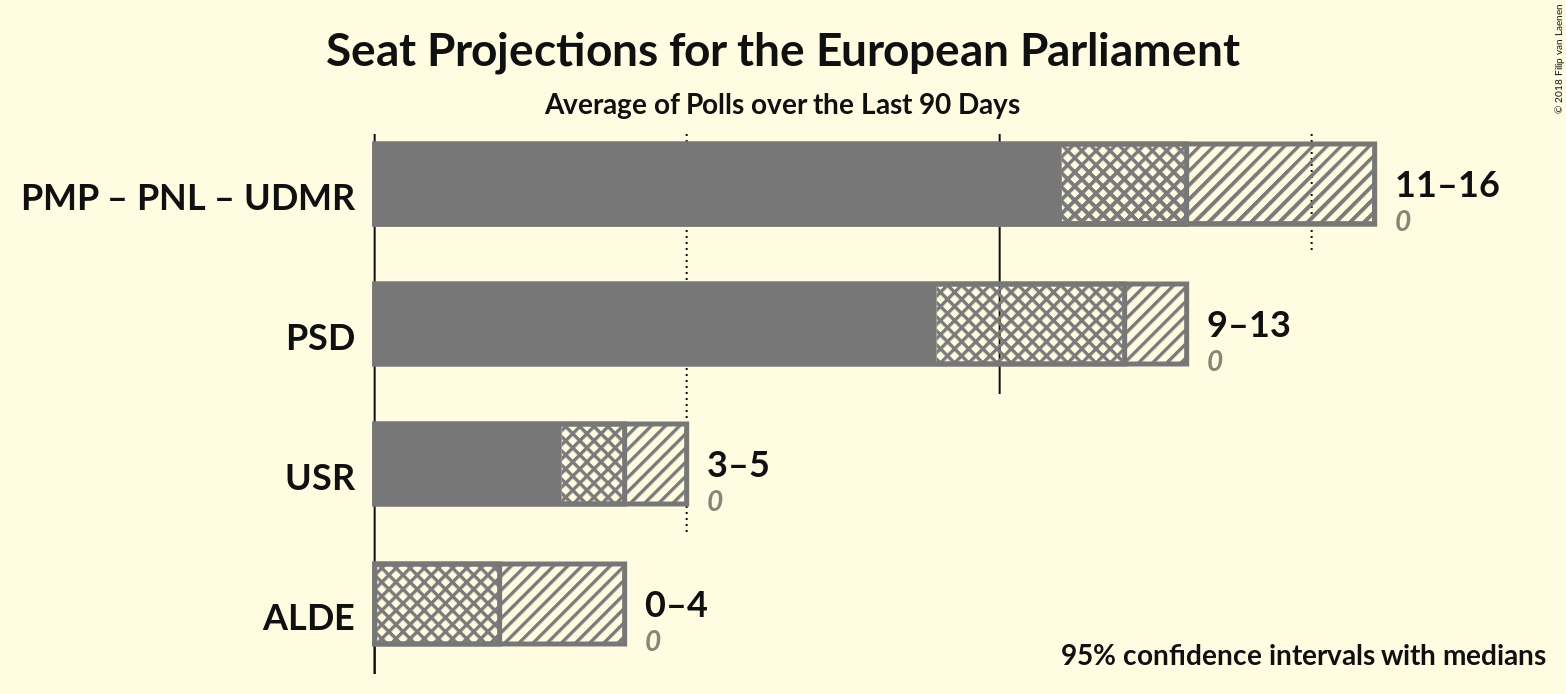 Seat Projections for the European Parliament
Average of Polls over the Last 90 Days
© 2018 Filip van Laenen
PMP – PNL – UDMR
11–16
0
PSD
9–13
0
USR
3–5
0
ALDE
0–4
0
95% confidence intervals with medians